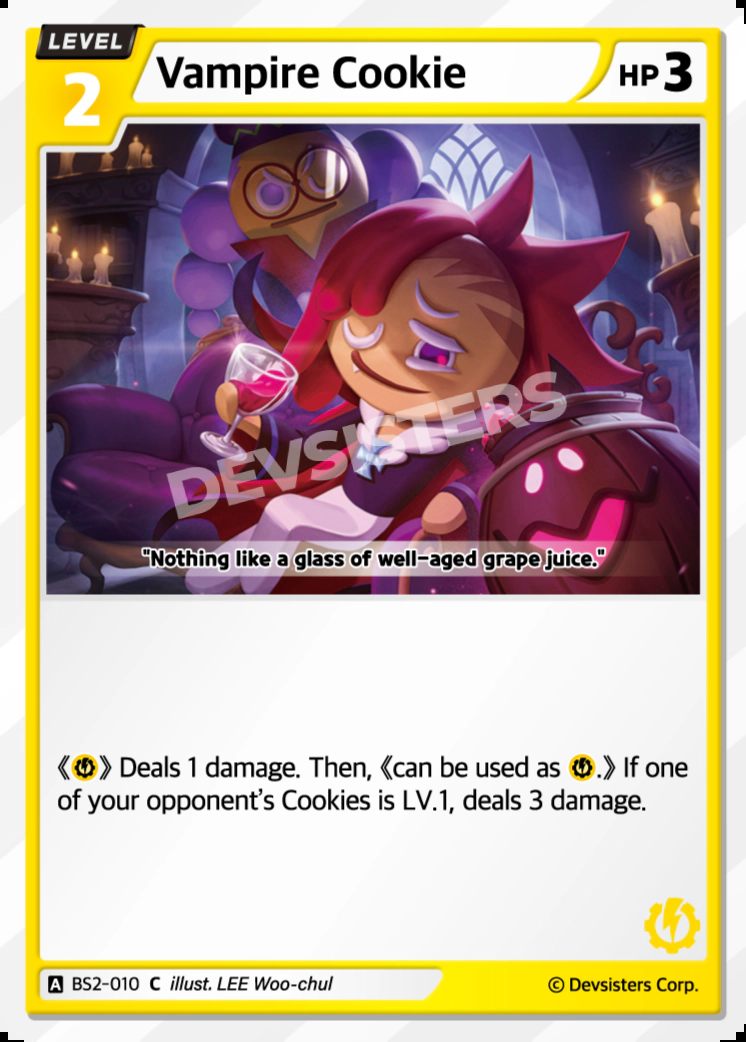 LEVEL
2
Vampire Cookie
HP 3
DEVSISTERS
"Nothing like a glass of well-aged grape juice."
《》 Deals 1 damage. Then, 《can be used as .》 If one
of your opponent's Cookies is LV.1, deals 3 damage.
A BS2-010 C illust. LEE Woo-chul
© Devsisters Corp.